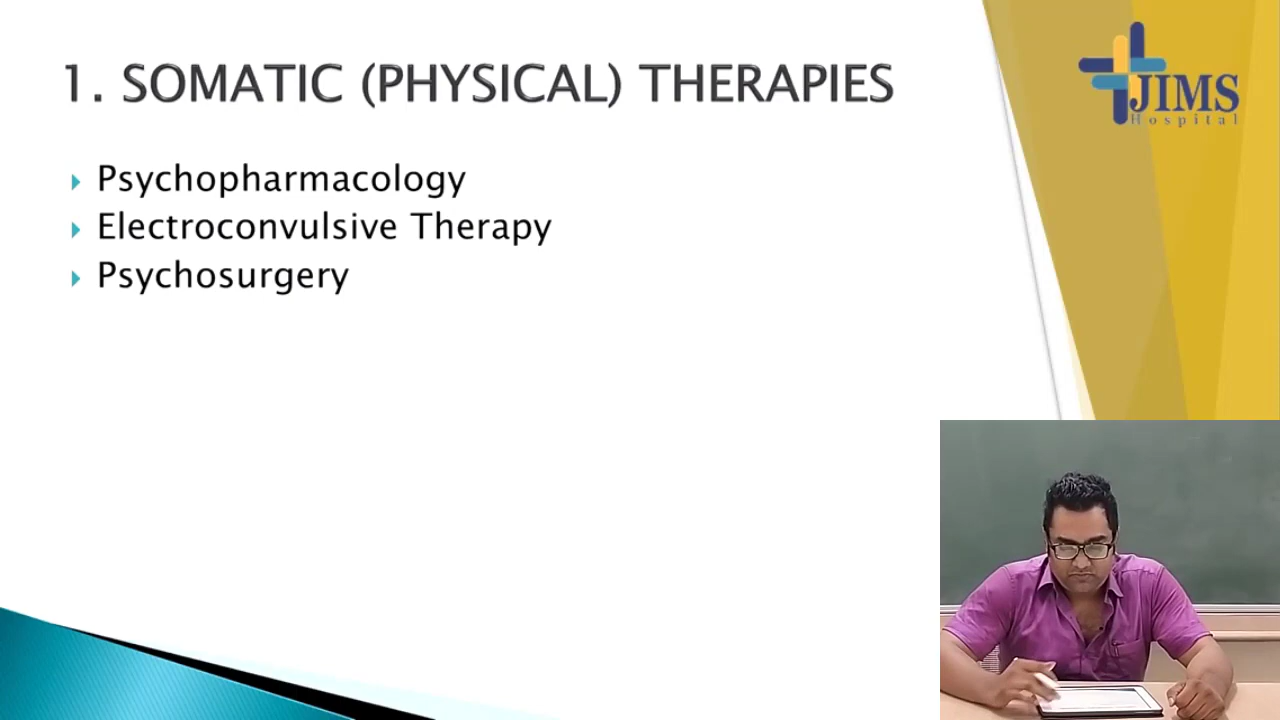 1. SOMATIC (PHYSICAL) THERAPIES
JIMS
Hospital
Psychopharmacology
Electroconvulsive Therapy
Psychosurgery